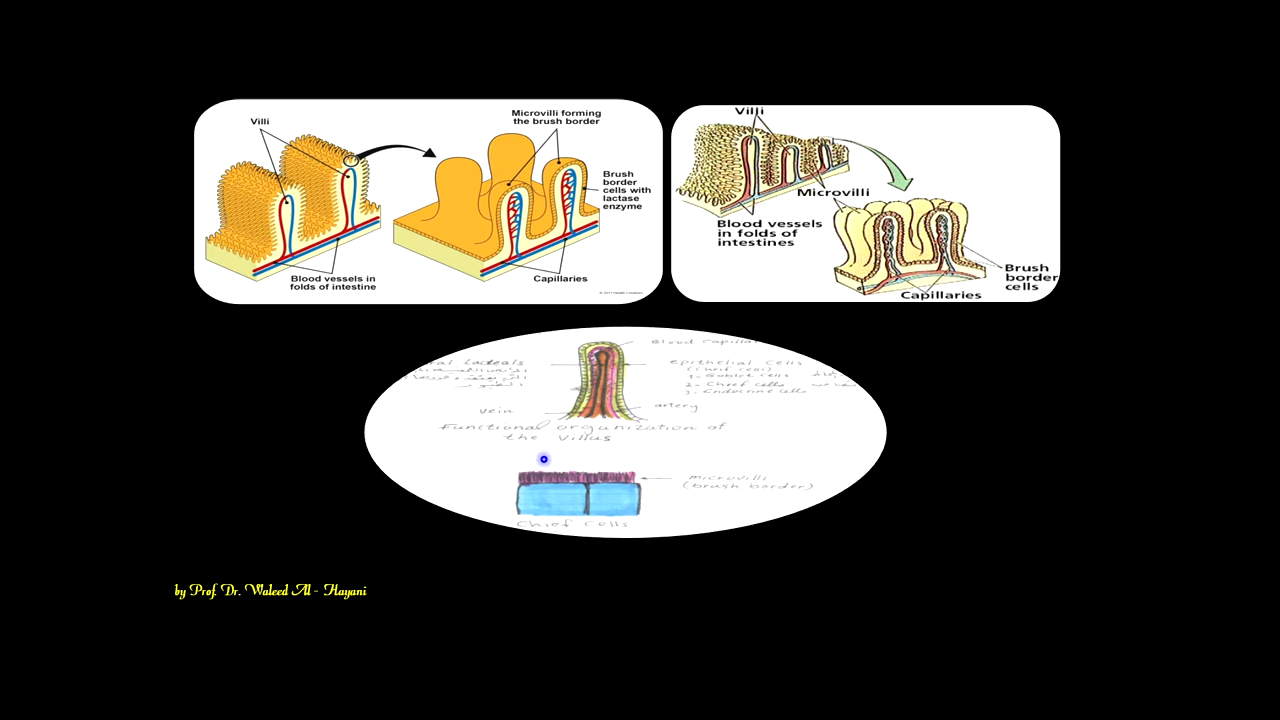 Villi
Microvilli forming
the brush border
Brush
border
cells with
lactase
enzyme
Blood vessels in
folds of intestine
Capillaries
Villi
Microvilli
Blood vessels
in folds of
intestines
Brush
border
cells
Capillaries
Blood
Lacteals
epithelial cells
(chief cells)
1- Goblet cells
2- Chief cells
3- Endocrine cells
vein
artery
Functional organization of
the Villus
microvilli
(brush border)
Chief cells
by Prof. Dr. Waleed Al - Hayani